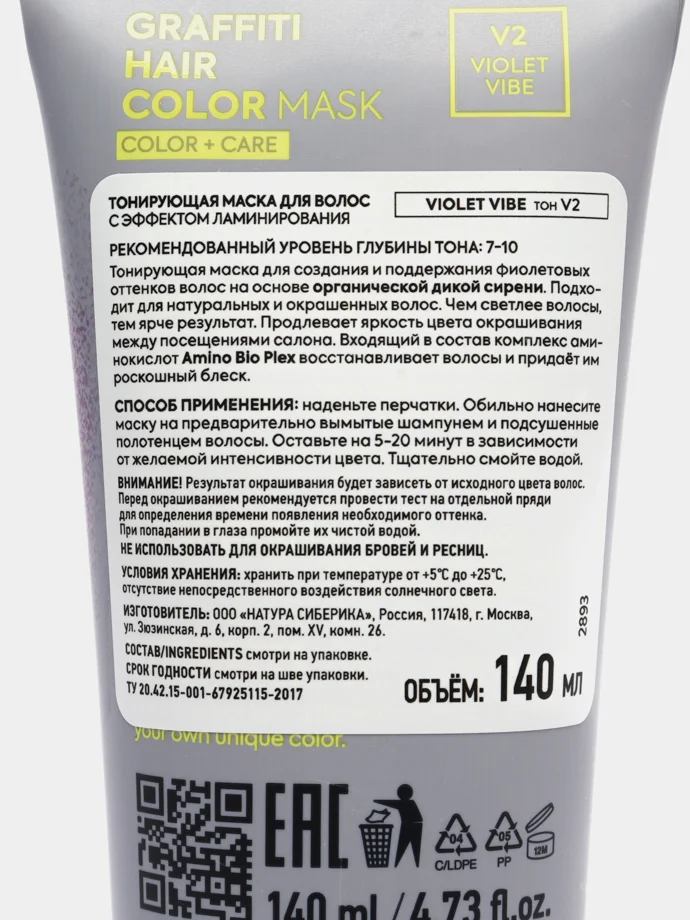 GRAFFITI
HAIR
COLOR MASK
COLOR + CARE
V2
VIOLET
VIBE
ТОНИРУЮЩАЯ МАСКА ДЛЯ ВОЛОС
С ЭФФЕКТОМ ЛАМИНИРОВАНИЯ
VIOLET VIBE ТОН V2
РЕКОМЕНДОВАННЫЙ УРОВЕНЬ ГЛУБИНЫ ТОНА: 7-10
Тонирующая маска для создания и поддержания фиолетовых
оттенков волос на основе органической дикой сирени. Подхо-
дит для натуральных и окрашенных волос. Чем светлее волосы,
тем ярче результат. Продлевает яркость цвета окрашивания
между посещениями салона. Входящий в состав комплекс ами-
нокислот Amino Bio Plex восстанавливает волосы и придаёт им
роскошный блеск.
СПОСОБ ПРИМЕНЕНИЯ: наденьте перчатки. Обильно нанесите
маску на предварительно вымытые шампунем и подсушенные
полотенцем волосы. Оставьте на 5-20 минут в зависимости
от желаемой интенсивности цвета. Тщательно смойте водой.
ВНИМАНИЕ! Результат окрашивания будет зависеть от исходного цвета волос.
Перед окрашиванием рекомендуется провести тест на отдельной пряди
для определения времени появления необходимого оттенка.
При попадании в глаза промойте их чистой водой.
НЕ ИСПОЛЬЗОВАТЬ ДЛЯ ОКРАШИВАНИЯ БРОВЕЙ И РЕСНИЦ.
УСЛОВИЯ ХРАНЕНИЯ: хранить при температуре от +5°C до +25°C,
отсутствие непосредственного воздействия солнечного света.
ИЗГОТОВИТЕЛЬ: ООО «НАТУРА СИБЕРИКА», Россия, 117418, г. Москва,
ул. Зюзинская, д. 6, корп. 2, пом. XV, комн. 26.
2893
СОСТАВ/INGREDIENTS смотри на упаковке.
СРОК ГОДНОСТИ смотри на шве упаковки.
ТУ 20.42.15-001-67925115-2017
ОБЪЁМ: 140 мл
your own unique color.
EAC
04
C/LDPE
05
PP
12M
140 ml / 4.73 fl.oz.